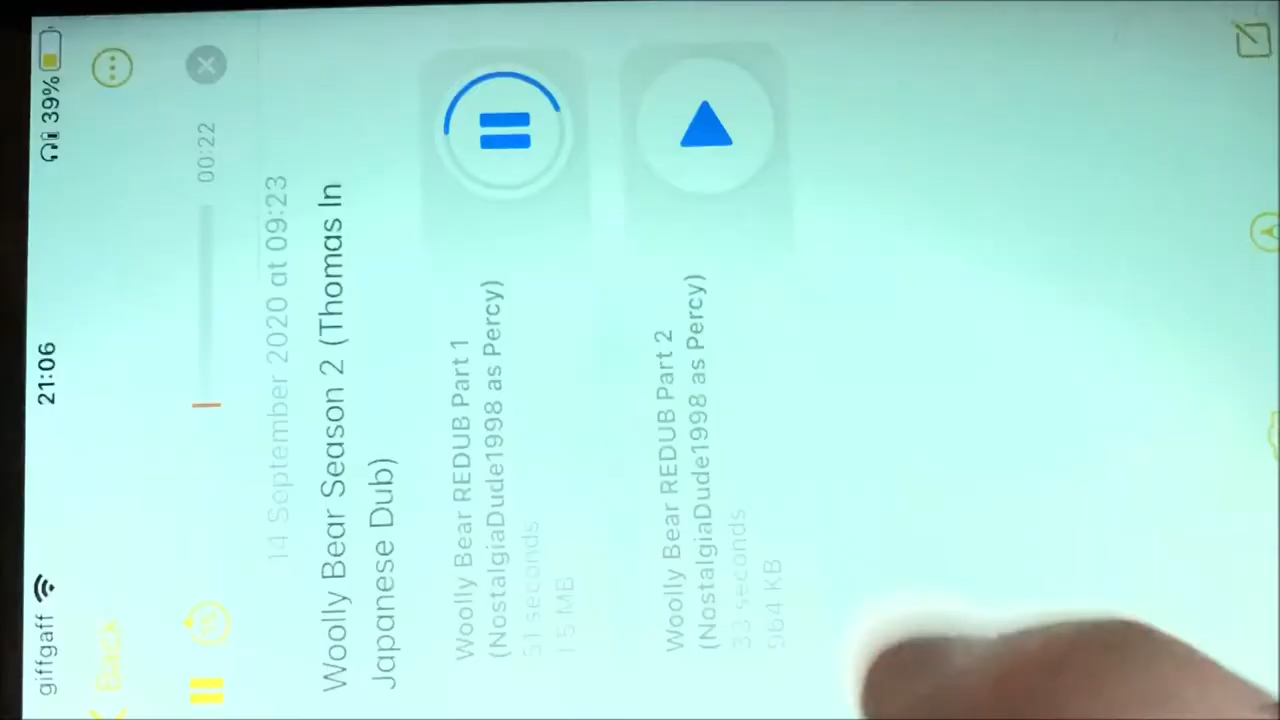 giffgaff
21:06
39%
Back
15
00:22
14 September 2020 at 09:23
Woolly Bear Season 2 (Thomas In
Japanese Dub)
Woolly Bear REDUB Part 1
(NostalgiaDude1998 as Percy)
51 seconds
1.5 MB
Woolly Bear REDUB Part 2
(NostalgiaDude1998 as Percy)
33 seconds
964 KB